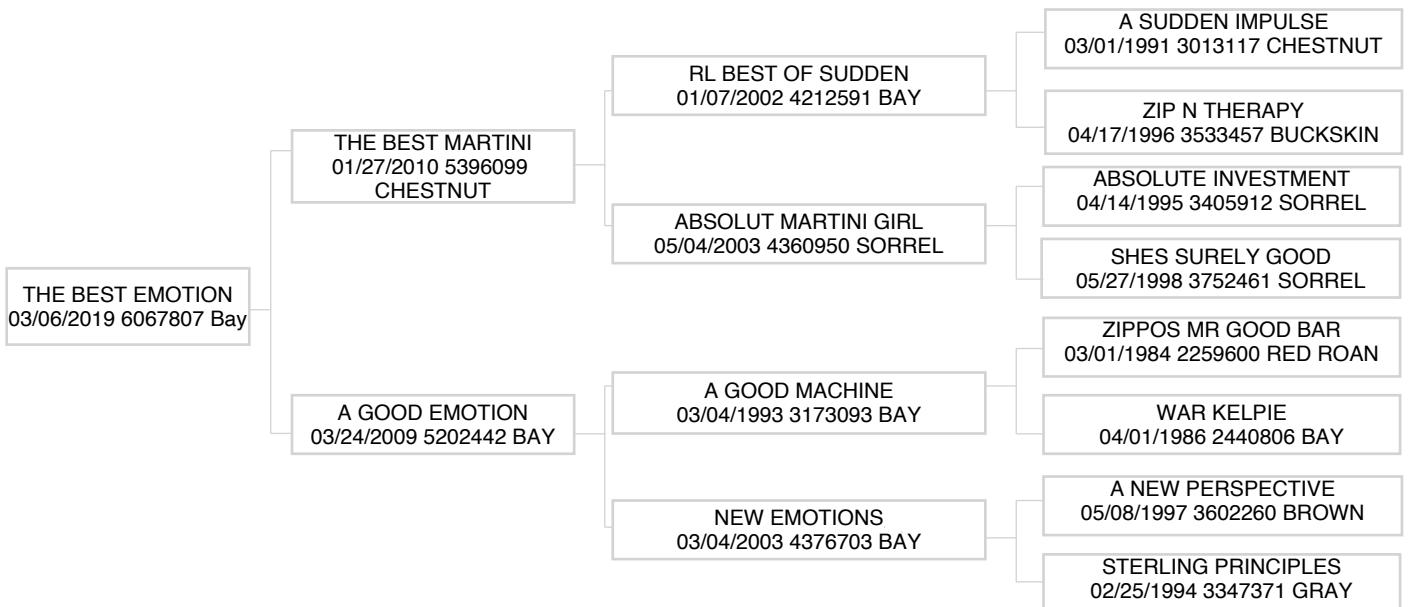 A SUDDEN IMPULSE
03/01/1991 3013117 CHESTNUT
RL BEST OF SUDDEN
01/07/2002 4212591 BAY
ZIP N THERAPY
04/17/1996 3533457 BUCKSKIN
THE BEST MARTINI
01/27/2010 5396099
CHESTNUT
ABSOLUTE INVESTMENT
04/14/1995 3405912 SORREL
ABSOLUT MARTINI GIRL
05/04/2003 4360950 SORREL
SHES SURELY GOOD
05/27/1998 3752461 SORREL
THE BEST EMOTION
03/06/2019 6067807 Bay
ZIPPOS MR GOOD BAR
03/01/1984 2259600 RED ROAN
A GOOD MACHINE
03/04/1993 3173093 BAY
WAR KELPIE
04/01/1986 2440806 BAY
A GOOD EMOTION
03/24/2009 5202442 BAY
A NEW PERSPECTIVE
05/08/1997 3602260 BROWN
NEW EMOTIONS
03/04/2003 4376703 BAY
STERLING PRINCIPLES
02/25/1994 3347371 GRAY